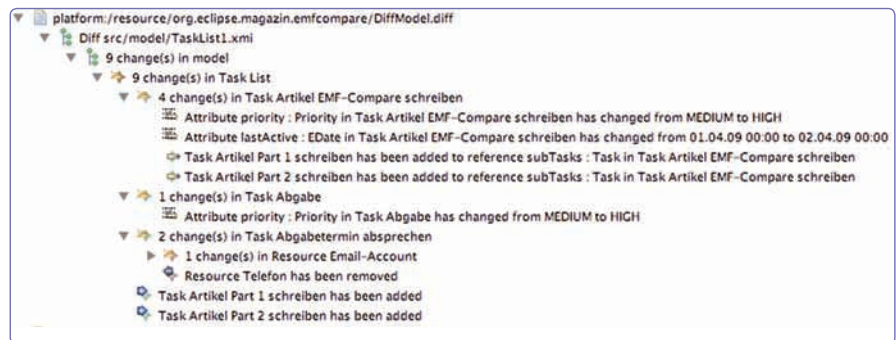 platform:/resource/org.eclipse.magazin.emfcompare/DiffModel.diff
Diff src/model/TaskList1.xmi
9 change(s) in model
9 change(s) in Task List
4 change(s) in Task Artikel EMF-Compare schreiben
Attribute priority : Priority in Task Artikel EMF-Compare schreiben has changed from MEDIUM to HIGH
Attribute lastActive : EDate in Task Artikel EMF-Compare schreiben has changed from 01.04.09 00:00 to 02.04.09 00:00
Task Artikel Part 1 schreiben has been added to reference subTasks : Task in Task Artikel EMF-Compare schreiben
Task Artikel Part 2 schreiben has been added to reference subTasks : Task in Task Artikel EMF-Compare schreiben
1 change(s) in Task Abgabe
Attribute priority : Priority in Task Abgabe has changed from MEDIUM to HIGH
2 change(s) in Task Abgabetermin absprechen
1 change(s) in Resource Email-Account
Resource Telefon has been removed
Task Artikel Part 1 schreiben has been added
Task Artikel Part 2 schreiben has been added